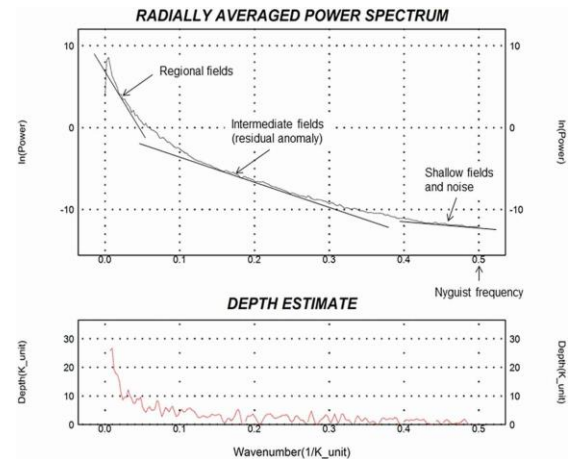 RADIALLY AVERAGED POWER SPECTRUM
10
10
Regional fields
Intermediate fields
(residual anomaly)
ln(Power)
0
0
ln(Power)
Shallow fields
and noise
-10
-10
0.0
0.1
0.2
0.3
0.4
0.5
Nyguist frequency
DEPTH ESTIMATE
Depth(K_unit)
30
20
10
0
30
20
10
0
Depth(K_unit)
0.0
0.1
0.2
0.3
0.4
0.5
Wavenumber(1/K_unit)